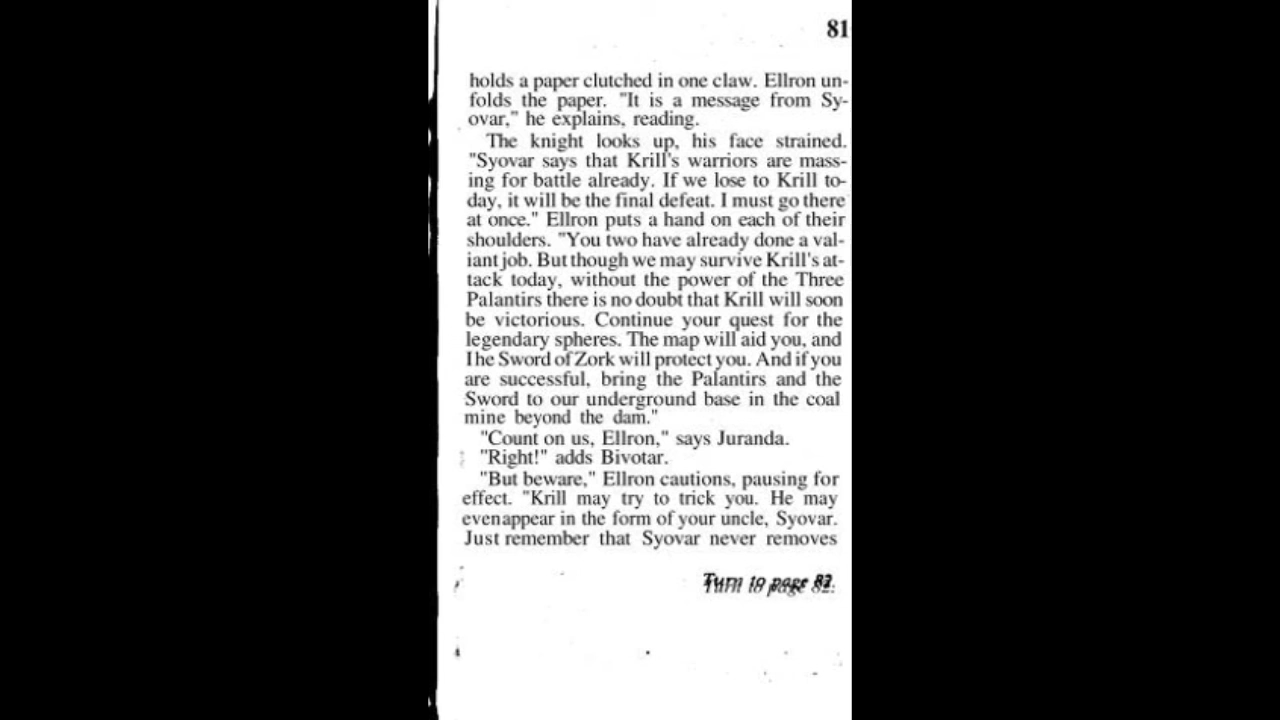 81
holds a paper clutched in one claw. Ellron un-
folds the paper. "It is a message from Sy-
ovar," he explains, reading.
The knight looks up, his face strained.
"Syovar says that Krill's warriors are mass-
ing for battle already. If we lose to Krill to-
day, it will be the final defeat. I must go there
at once." Ellron puts a hand on each of their
shoulders. "You two have already done a val-
iant job. But though we may survive Krill's at-
tack today, without the power of the Three
Palantirs there is no doubt that Krill will soon
be victorious. Continue your quest for the
legendary spheres. The map will aid you, and
Ihe Sword of Zork will protect you. And if you
are successful, bring the Palantirs and the
Sword to our underground base in the coal
mine beyond the dam."
"Count on us, Ellron," says Juranda.
"Right!" adds Bivotar.
"But beware," Ellron cautions, pausing for
effect. "Krill may try to trick you. He may
even appear in the form of your uncle, Syovar.
Just remember that Syovar never removes
Turn to page 82.